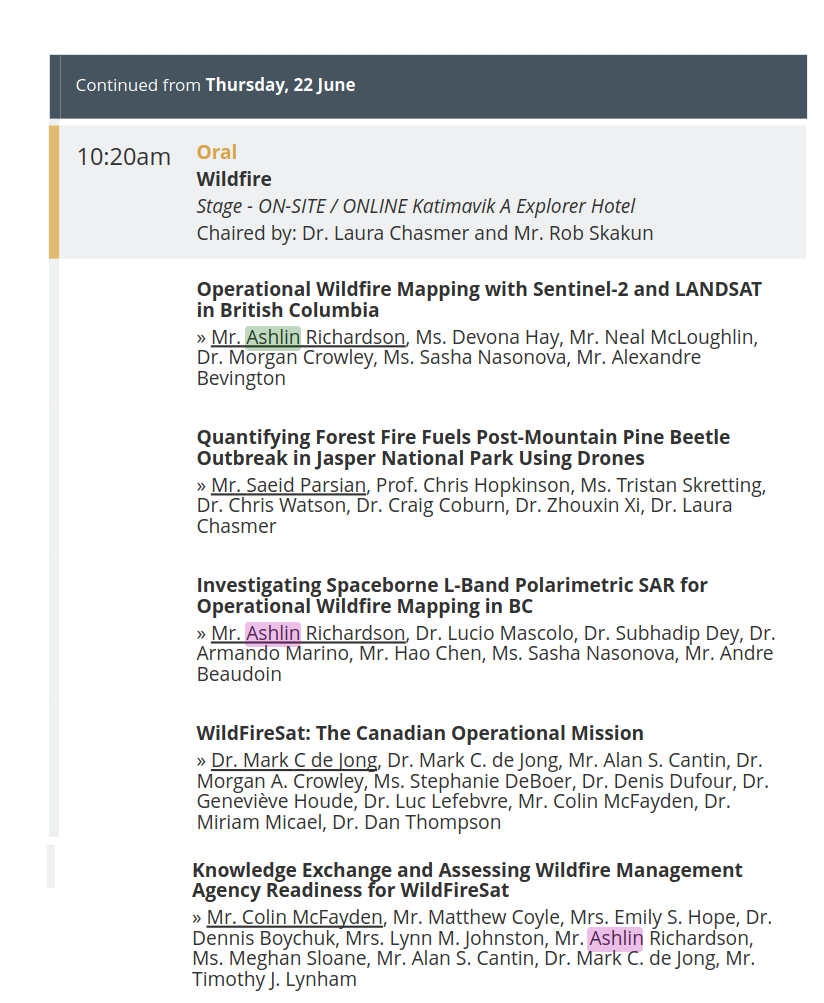 Continued from Thursday, 22 June
10:20am
Oral
Wildfire
Stage - ON-SITE / ONLINE Katimavik A Explorer Hotel
Chaired by: Dr. Laura Chasmer and Mr. Rob Skakun
Operational Wildfire Mapping with Sentinel-2 and LANDSAT
in British Columbia
» Mr. Ashlin Richardson, Ms. Devona Hay, Mr. Neal McLoughlin,
Dr. Morgan Crowley, Ms. Sasha Nasonova, Mr. Alexandre
Bevington
Quantifying Forest Fire Fuels Post-Mountain Pine Beetle
Outbreak in Jasper National Park Using Drones
» Mr. Saeid Parsian, Prof. Chris Hopkinson, Ms. Tristan Skretting,
Dr. Chris Watson, Dr. Craig Coburn, Dr. Zhouxin Xi, Dr. Laura
Chasmer
Investigating Spaceborne L-Band Polarimetric SAR for
Operational Wildfire Mapping in BC
» Mr. Ashlin Richardson, Dr. Lucio Mascolo, Dr. Subhadip Dey, Dr.
Armando Marino, Mr. Hao Chen, Ms. Sasha Nasonova, Mr. Andre
Beaudoin
WildFireSat: The Canadian Operational Mission
» Dr. Mark C de Jong, Dr. Mark C. de Jong, Mr. Alan S. Cantin, Dr.
Morgan A. Crowley, Ms. Stephanie DeBoer, Dr. Denis Dufour, Dr.
Geneviève Houde, Dr. Luc Lefebvre, Mr. Colin McFayden, Dr.
Miriam Micael, Dr. Dan Thompson
Knowledge Exchange and Assessing Wildfire Management
Agency Readiness for WildFireSat
» Mr. Colin McFayden, Mr. Matthew Coyle, Mrs. Emily S. Hope, Dr.
Dennis Boychuk, Mrs. Lynn M. Johnston, Mr. Ashlin Richardson,
Ms. Meghan Sloane, Mr. Alan S. Cantin, Dr. Mark C. de Jong, Mr.
Timothy J. Lynham